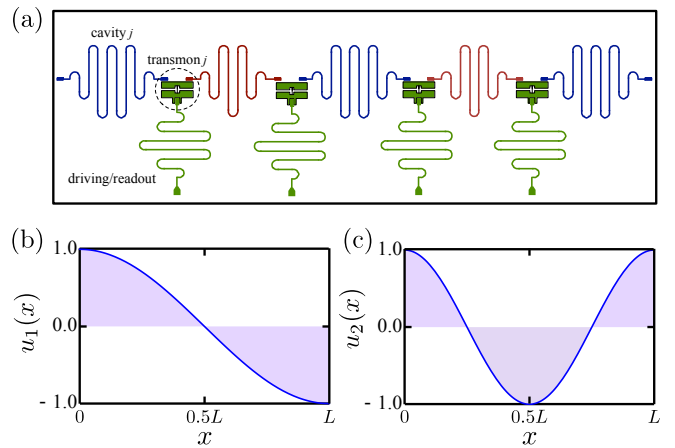 (a)
cavity j
transmon j
driving/readout
(b)
(c)
1.0
0.0
- 1.0
u₁(x)
0
0.5L
L
x
1.0
0.0
- 1.0
u₂(x)
0
0.5L
L
x